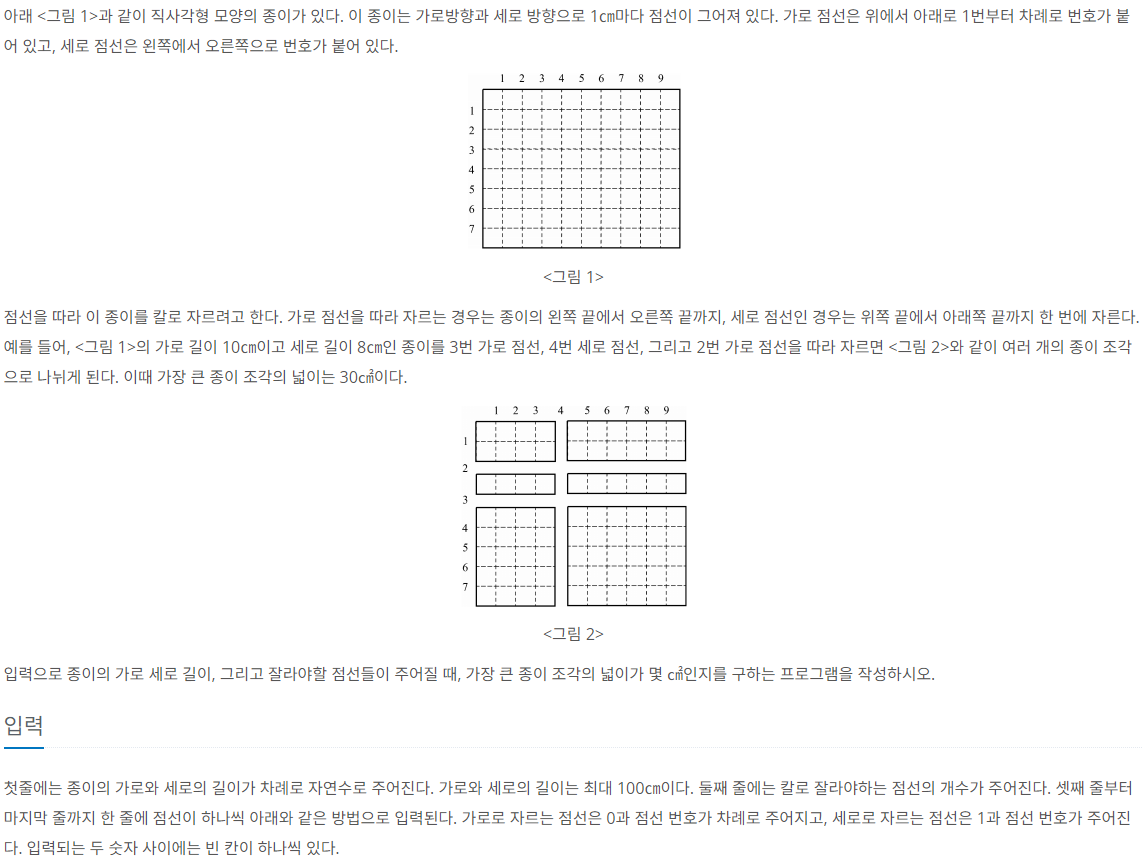 아래 <그림 1>과 같이 직사각형 모양의 종이가 있다. 이 종이는 가로방향과 세로 방향으로 1㎝마다 점선이 그어져 있다. 가로 점선은 위에서 아래로 1번부터 차례로 번호가 붙
어 있고, 세로 점선은 왼쪽에서 오른쪽으로 번호가 붙어 있다.
1 2 3 4 5 6 7 8 9
1
2
3
4
5
6
7
<그림 1>
점선을 따라 이 종이를 칼로 자르려고 한다. 가로 점선을 따라 자르는 경우는 종이의 왼쪽 끝에서 오른쪽 끝까지, 세로 점선인 경우는 위쪽 끝에서 아래쪽 끝까지 한 번에 자른다.
예를 들어, <그림 1>의 가로 길이 10㎝이고 세로 길이 8㎝인 종이를 3번 가로 점선, 4번 세로 점선, 그리고 2번 가로 점선을 따라 자르면 <그림 2>와 같이 여러 개의 종이 조각
으로 나뉘게 된다. 이때 가장 큰 종이 조각의 넓이는 30㎠이다.
1 2 3 4 5 6 7 8 9
1
2
3
4
5
6
7
<그림 2>
입력으로 종이의 가로 세로 길이, 그리고 잘라야할 점선들이 주어질 때, 가장 큰 종이 조각의 넓이가 몇 ㎠인지를 구하는 프로그램을 작성하시오.
입력
첫줄에는 종이의 가로와 세로의 길이가 차례로 자연수로 주어진다. 가로와 세로의 길이는 최대 100㎝이다. 둘째 줄에는 칼로 잘라야하는 점선의 개수가 주어진다. 셋째 줄부터
마지막 줄까지 한 줄에 점선이 하나씩 아래와 같은 방법으로 입력된다. 가로로 자르는 점선은 0과 점선 번호가 차례로 주어지고, 세로로 자르는 점선은 1과 점선 번호가 주어진
다. 입력되는 두 숫자 사이에는 빈 칸이 하나씩 있다.